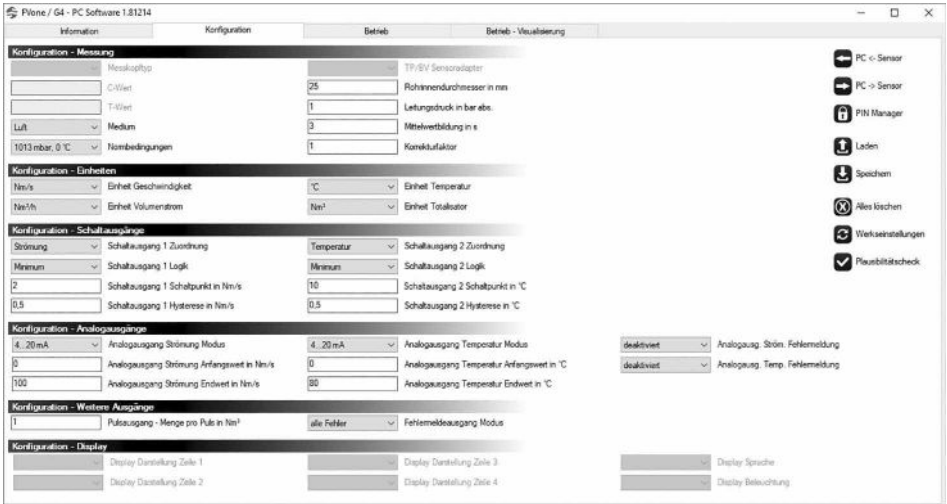 FVone / G4 - PC Software 1.81214
Information Konfiguration Betrieb Betrieb - Visualisierung
Konfiguration - Messung
Messkopftyp TP/BV Sensoradapter
C-Wert 25 Rohrinnendurchmesser in mm
T-Wert 1 Leitungsdruck in bar abs.
Luft Medium 3 Mittelwertbildung in s
1013 mbar, 0 °C Normbedingungen 1 Korrekturfaktor
Konfiguration - Einheiten
Nm/s Einheit Geschwindigkeit °C Einheit Temperatur
Nm³/h Einheit Volumenstrom Nm³ Einheit Totalisator
Konfiguration - Schaltausgänge
Strömung Schaltausgang 1 Zuordnung Temperatur Schaltausgang 2 Zuordnung
Minimum Schaltausgang 1 Logik Minimum Schaltausgang 2 Logik
2 Schaltausgang 1 Schaltpunkt in Nm/s 10 Schaltausgang 2 Schaltpunkt in °C
0,5 Schaltausgang 1 Hysterese in Nm/s 0,5 Schaltausgang 2 Hysterese in °C
Konfiguration - Analogausgänge
4...20 mA Analogausgang Strömung Modus 4...20 mA Analogausgang Temperatur Modus deaktiviert Analogausg. Ström. Fehlermeldung
0 Analogausgang Strömung Anfangswert in Nm/s 0 Analogausgang Temperatur Anfangswert in °C deaktiviert Analogausg. Temp. Fehlermeldung
100 Analogausgang Strömung Endwert in Nm/s 80 Analogausgang Temperatur Endwert in °C
Konfiguration - Weitere Ausgänge
1 Pulsausgang - Menge pro Puls in Nm³ alle Fehler Fehlermeldeausgang Modus
Konfiguration - Display
Display Darstellung Zeile 1 Display Darstellung Zeile 3 Display Sprache
Display Darstellung Zeile 2 Display Darstellung Zeile 4 Display Beleuchtung
PC <- Sensor
PC -> Sensor
PIN Manager
Laden
Speichern
Alles löschen
Werkseinstellungen
Plausibilitätscheck